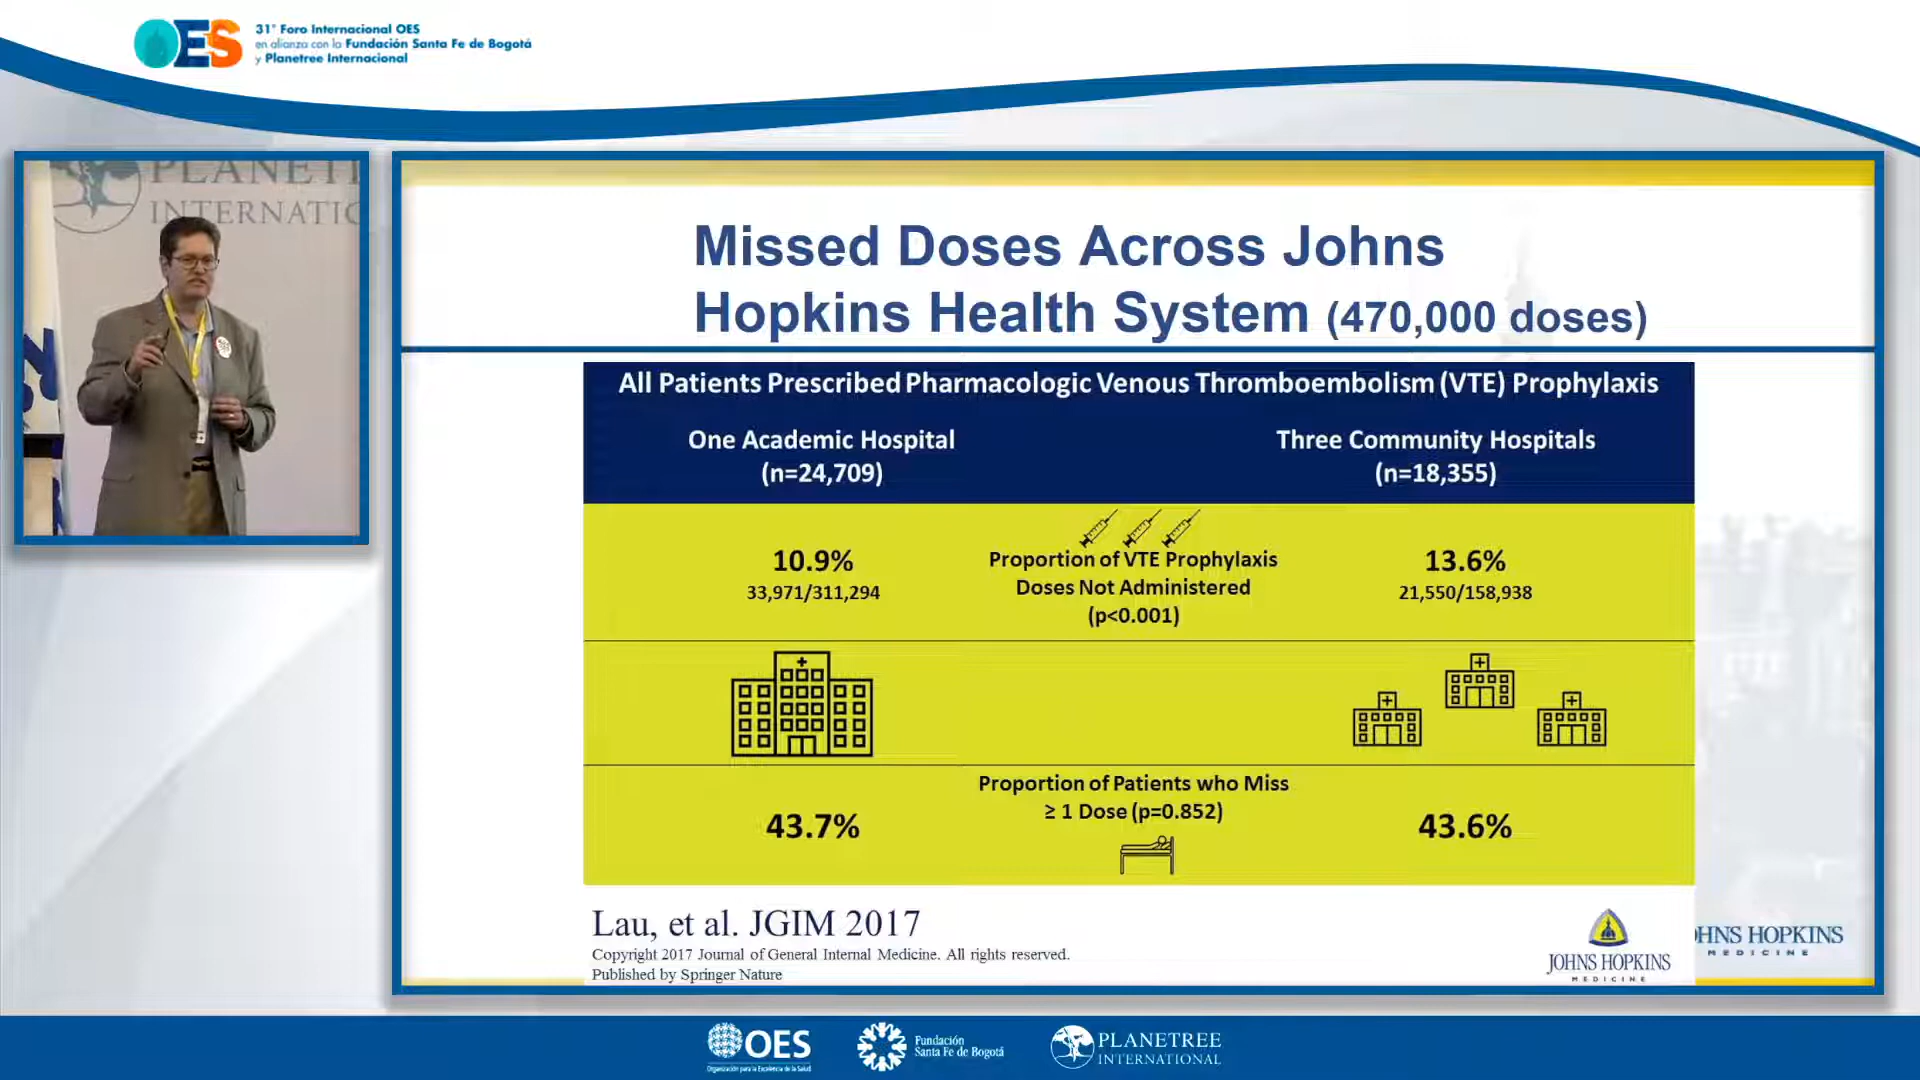 OES
31° Foro Internacional OES
en alianza con la Fundación Santa Fe de Bogotá
y Planetree Internacional
INTERNATIC
Missed Doses Across Johns
Hopkins Health System (470,000 doses)
All Patients Prescribed Pharmacologic Venous Thromboembolism (VTE) Prophylaxis
One Academic Hospital
(n=24,709)
Three Community Hospitals
(n=18,355)
10.9%
33,971/311,294
Proportion of VTE Prophylaxis
Doses Not Administered
(p<0.001)
13.6%
21,550/158,938
43.7%
Proportion of Patients who Miss
≥ 1 Dose (p=0.852)
43.6%
Lau, et al. JGIM 2017
Copyright 2017 Journal of General Internal Medicine. All rights reserved.
Published by Springer Nature
JOHNS HOPKINS
MEDICINE
HNS HOPKINS
MEDICINE
OES
Organización para la Excelencia de la Salud
Fundación
Santa Fe de Bogotá
PLANETREE
INTERNATIONAL